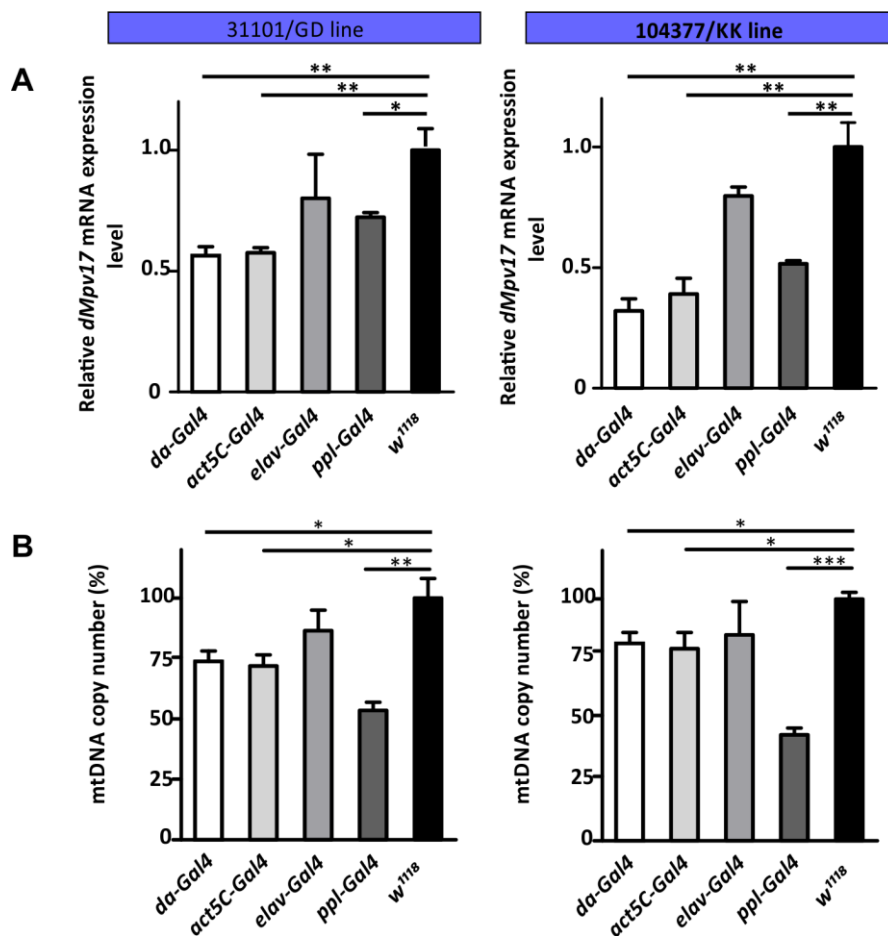 31101/GD line
104377/KK line
A
Relative dMpv17 mRNA expression
level
1.0
0.5
0
**
**
*
da-Gal4
act5C-Gal4
elav-Gal4
ppl-Gal4
w1118
Relative dMpv17 mRNA expression
level
1.0
0.5
0
**
**
**
da-Gal4
act5C-Gal4
elav-Gal4
ppl-Gal4
w1118
B
mtDNA copy number (%)
100
75
50
25
0
*
*
**
da-Gal4
act5C-Gal4
elav-Gal4
ppl-Gal4
w1118
mtDNA copy number (%)
100
75
50
25
0
*
*
***
da-Gal4
act5C-Gal4
elav-Gal4
ppl-Gal4
w1118